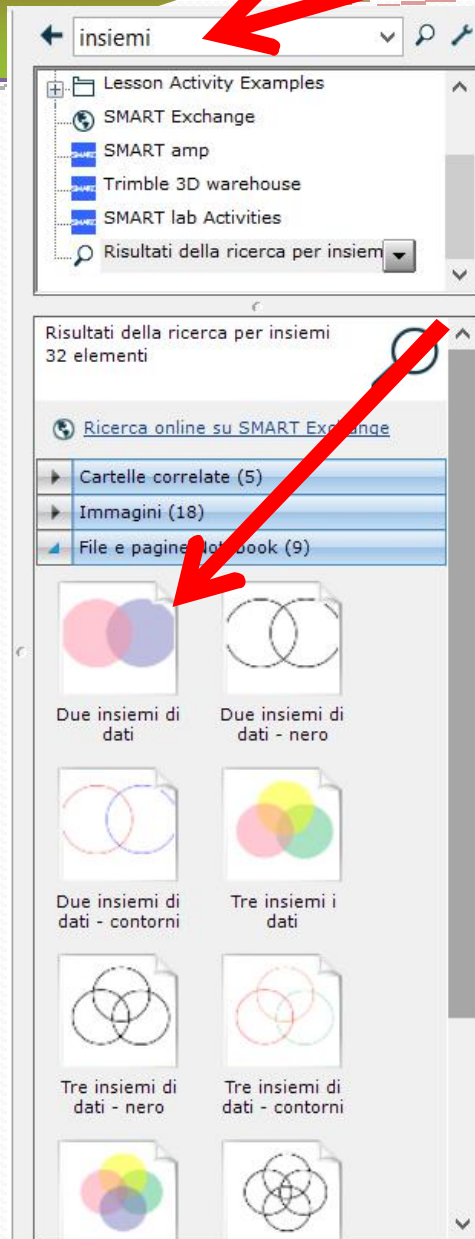 insiemi
Lesson Activity Examples
SMART Exchange
SMART amp
Trimble 3D warehouse
SMART lab Activities
Risultati della ricerca per insiem
Risultati della ricerca per insiemi
32 elementi
Ricerca online su SMART Exchange
Cartelle correlate (5)
Immagini (18)
File e pagine Notebook (9)
Due insiemi di
dati
Due insiemi di
dati - nero
Due insiemi di
dati - contorni
Tre insiemi i
dati
Tre insiemi di
dati - nero
Tre insiemi di
dati - contorni